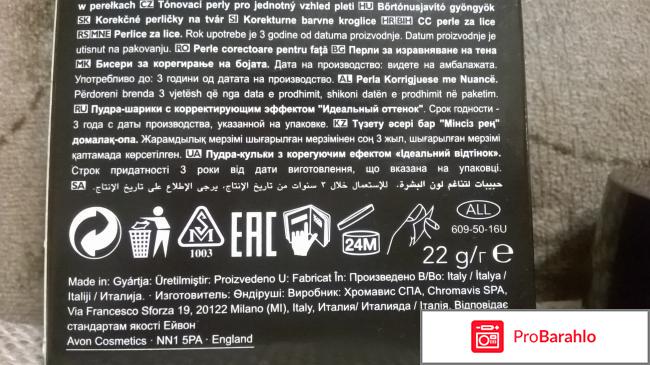 w perełkach CZ Tónovací perly pro jednotný vzhled pleti HU Bőrtónusjavító gyöngyök
SK Korekčné perličky na tvár SI Korekturne barvne kroglice HR BIH CC perle za lice
RS MNE Perlice za lice. Rok upotrebe je 3 godine od datuma proizvodnje. Datum proizvodnje je
utisnut na pakovanju. RO Perle corectoare pentru față BG Перли за изравняване на тена
MK Бисери за корегирање на бојата. Дата на производство: видете на амбалажата.
Употребливо до: 3 години од датата на производство. AL Perla Korrigjuese me Nuancë.
Përdoreni brenda 3 vjetësh që nga data e prodhimit, shikoni datën e prodhimit në paketim.
RU Пудра-шарики с корректирующим эффектом "Идеальный оттенок". Срок годности -
3 года с даты производства, указанной на упаковке. KZ Түзету әсері бар "Мінсіз рең"
домалақ-опа. Жарамдылық мерзімі шығарылған мерзімінен соң 3 жыл, шығарылған мерзімі
қаптамада көрсетілген. UA Пудра-кульки з корегуючим ефектом «Ідеальний відтінок».
Строк придатності 3 роки від дати виготовлення, що вказана на упаковці.
SA حبيبات لتناغم لون البشرة. للإستعمال خلال ٣ سنوات من تاريخ الإنتاج، يرجى الإطلاع على تاريخ الإنتاج.
SM
1003
EAC
24M
ALL
609-50-16U
22 g/г e
Made in: Gyártja: Üretilmiştir: Proizvedeno U: Fabricat În: Произведено В/Во: Italy / İtalya /
Italiji / Италија. · Изготовитель: Өндіруші: Виробник: Хромавис СПА, Chromavis SPA,
Via Francesco Sforza 19, 20122 Milano (MI), Italy, Италия/ Италияда / Італія, Відповідає
стандартам якості Ейвон
Avon Cosmetics · NN1 5PA · England
ProBarahlo